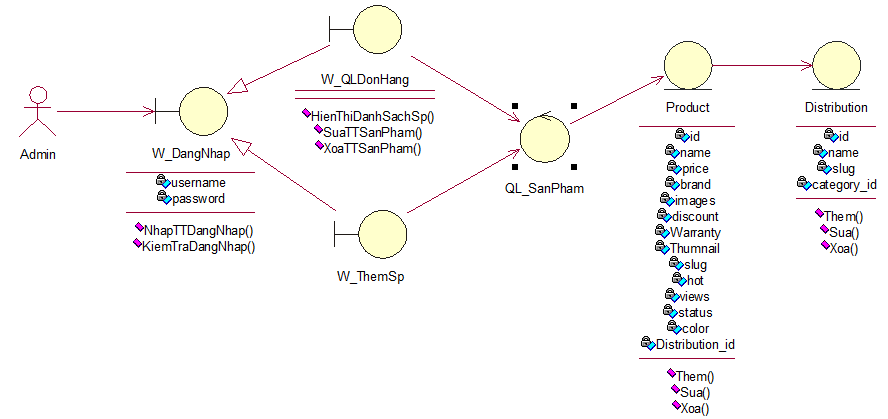 Admin
W_DangNhap
username
password
NhapTTDangNhap()
KiemTraDangNhap()
W_QLDonHang
HienThiDanhSachSp()
SuaTTSanPham()
XoaTTSanPham()
W_ThemSp
QL_SanPham
Product
id
name
price
brand
images
discount
Warranty
Thumnail
slug
hot
views
status
color
Distribution_id
Them()
Sua()
Xoa()
Distribution
id
name
slug
category_id
Them()
Sua()
Xoa()